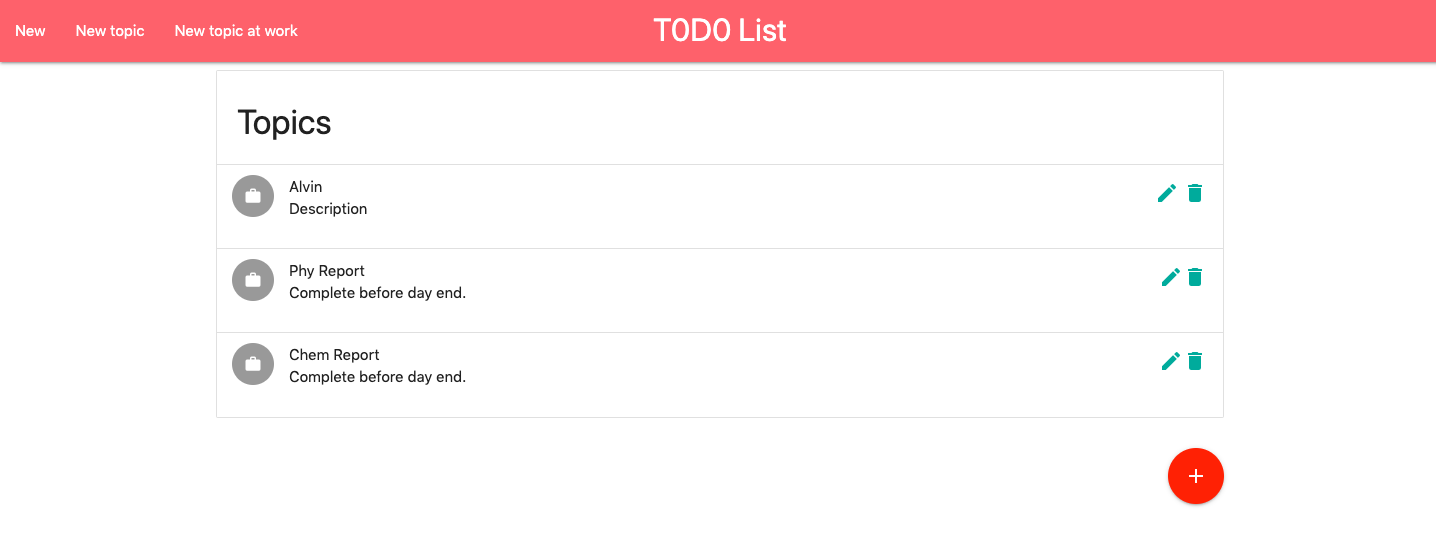 New New topic New topic at work T0D0 List
Topics
Alvin
Description
Phy Report
Complete before day end.
Chem Report
Complete before day end.